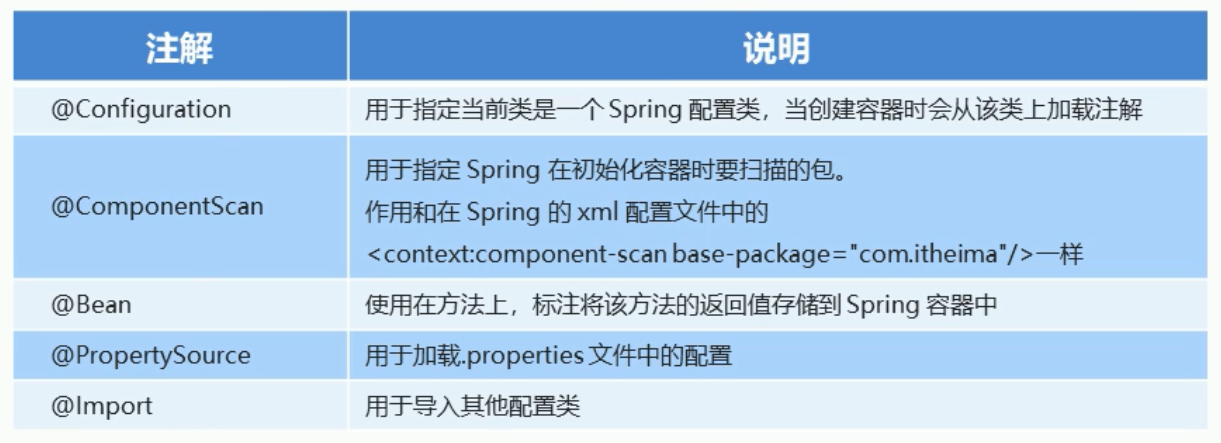 注解 说明
@Configuration 用于指定当前类是一个 Spring 配置类，当创建容器时会从该类上加载注解
@ComponentScan 用于指定 Spring 在初始化容器时要扫描的包。
作用和在 Spring 的 xml 配置文件中的
<context:component-scan base-package="com.itheima"/>一样
@Bean 使用在方法上，标注将该方法的返回值存储到 Spring 容器中
@PropertySource 用于加载.properties 文件中的配置
@Import 用于导入其他配置类